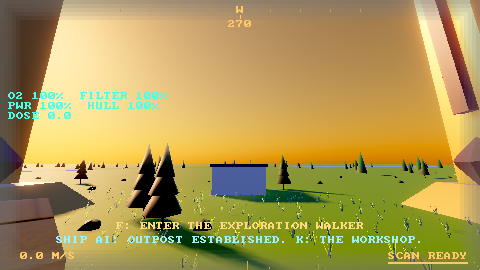 W
270
O2 100% FILTER 100%
PWR 100% HULL 100%
DOSE 0.0
E: ENTER THE EXPLORATION WALKER
SHIP AI: OUTPOST ESTABLISHED. K: THE WORKSHOP.
0.0 M/S
SCAN READY